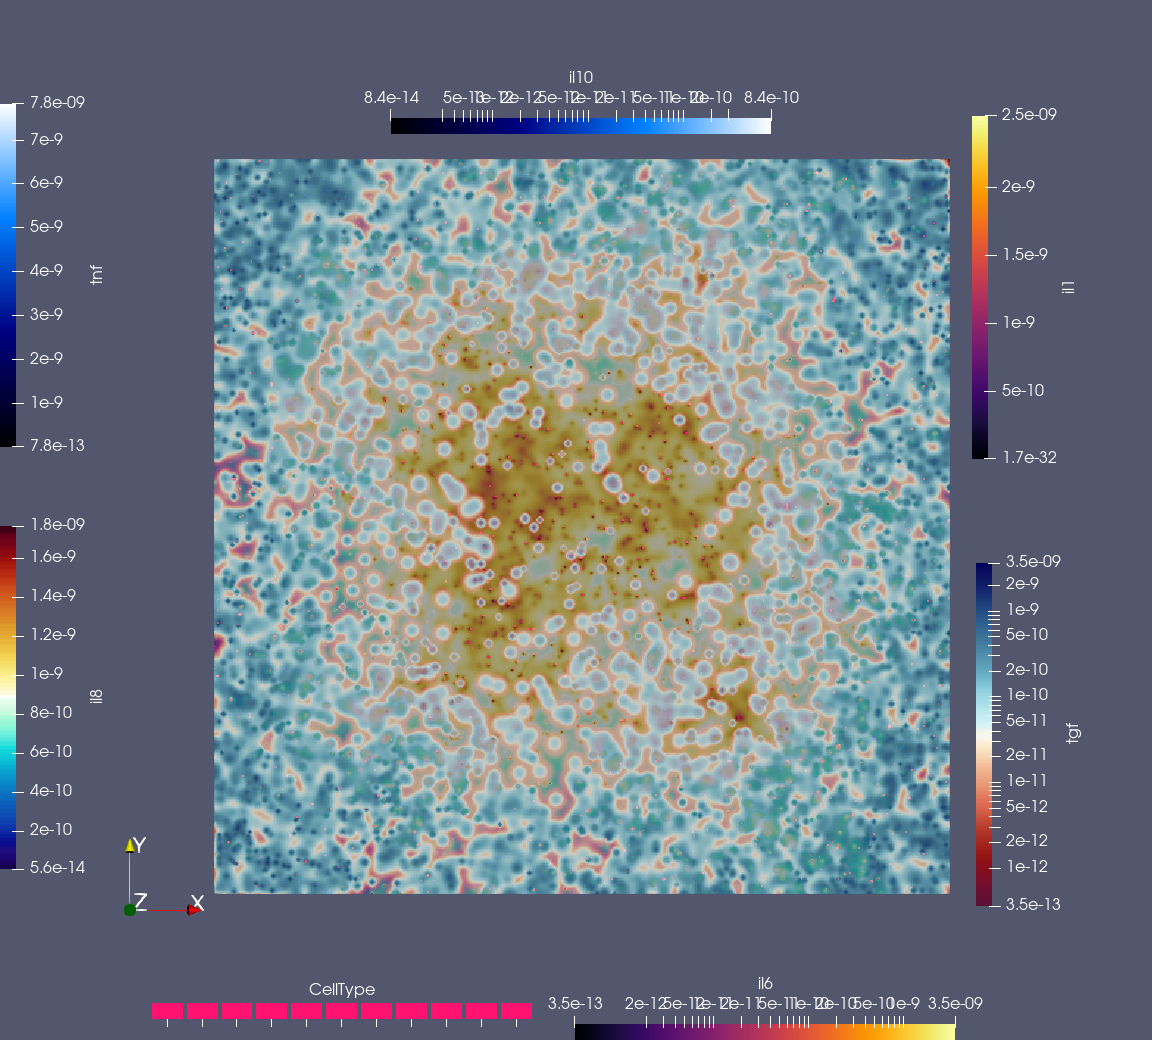 il10
8.4e-14
8.4e-10
tnf
7.8e-09
7e-9
6e-9
5e-9
4e-9
3e-9
2e-9
1e-9
7.8e-13
il1
2.5e-09
2e-9
1.5e-9
1e-9
5e-10
1.7e-32
il8
1.8e-09
1.6e-9
1.4e-9
1.2e-9
1e-9
8e-10
6e-10
4e-10
2e-10
5.6e-14
tgf
3.5e-09
2e-9
1e-9
5e-10
2e-10
1e-10
5e-11
2e-11
1e-11
5e-12
2e-12
1e-12
3.5e-13
Y
Z
X
CellType
il6
3.5e-13
3.5e-09